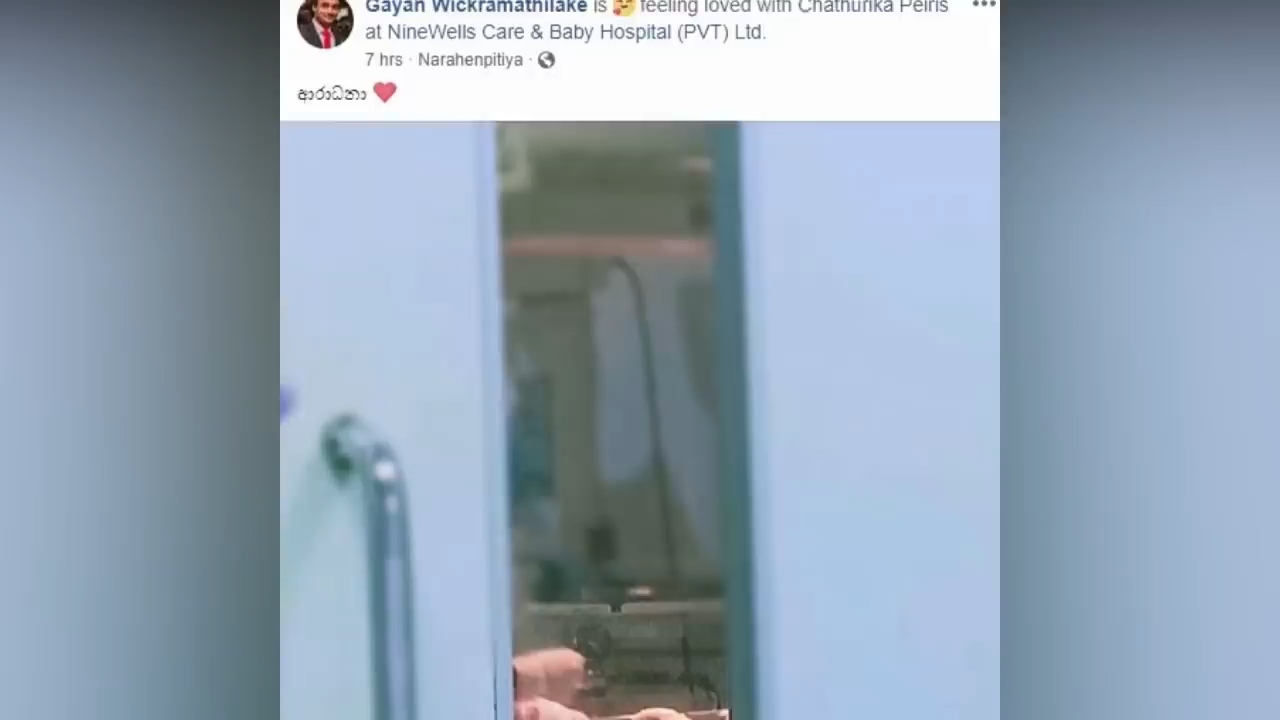 Gayan Wickramathilake is 🥰 feeling loved with Chathurika Peiris
at NineWells Care & Baby Hospital (PVT) Ltd.
7 hrs · Narahenpitiya ·
ආරාධනා ❤️